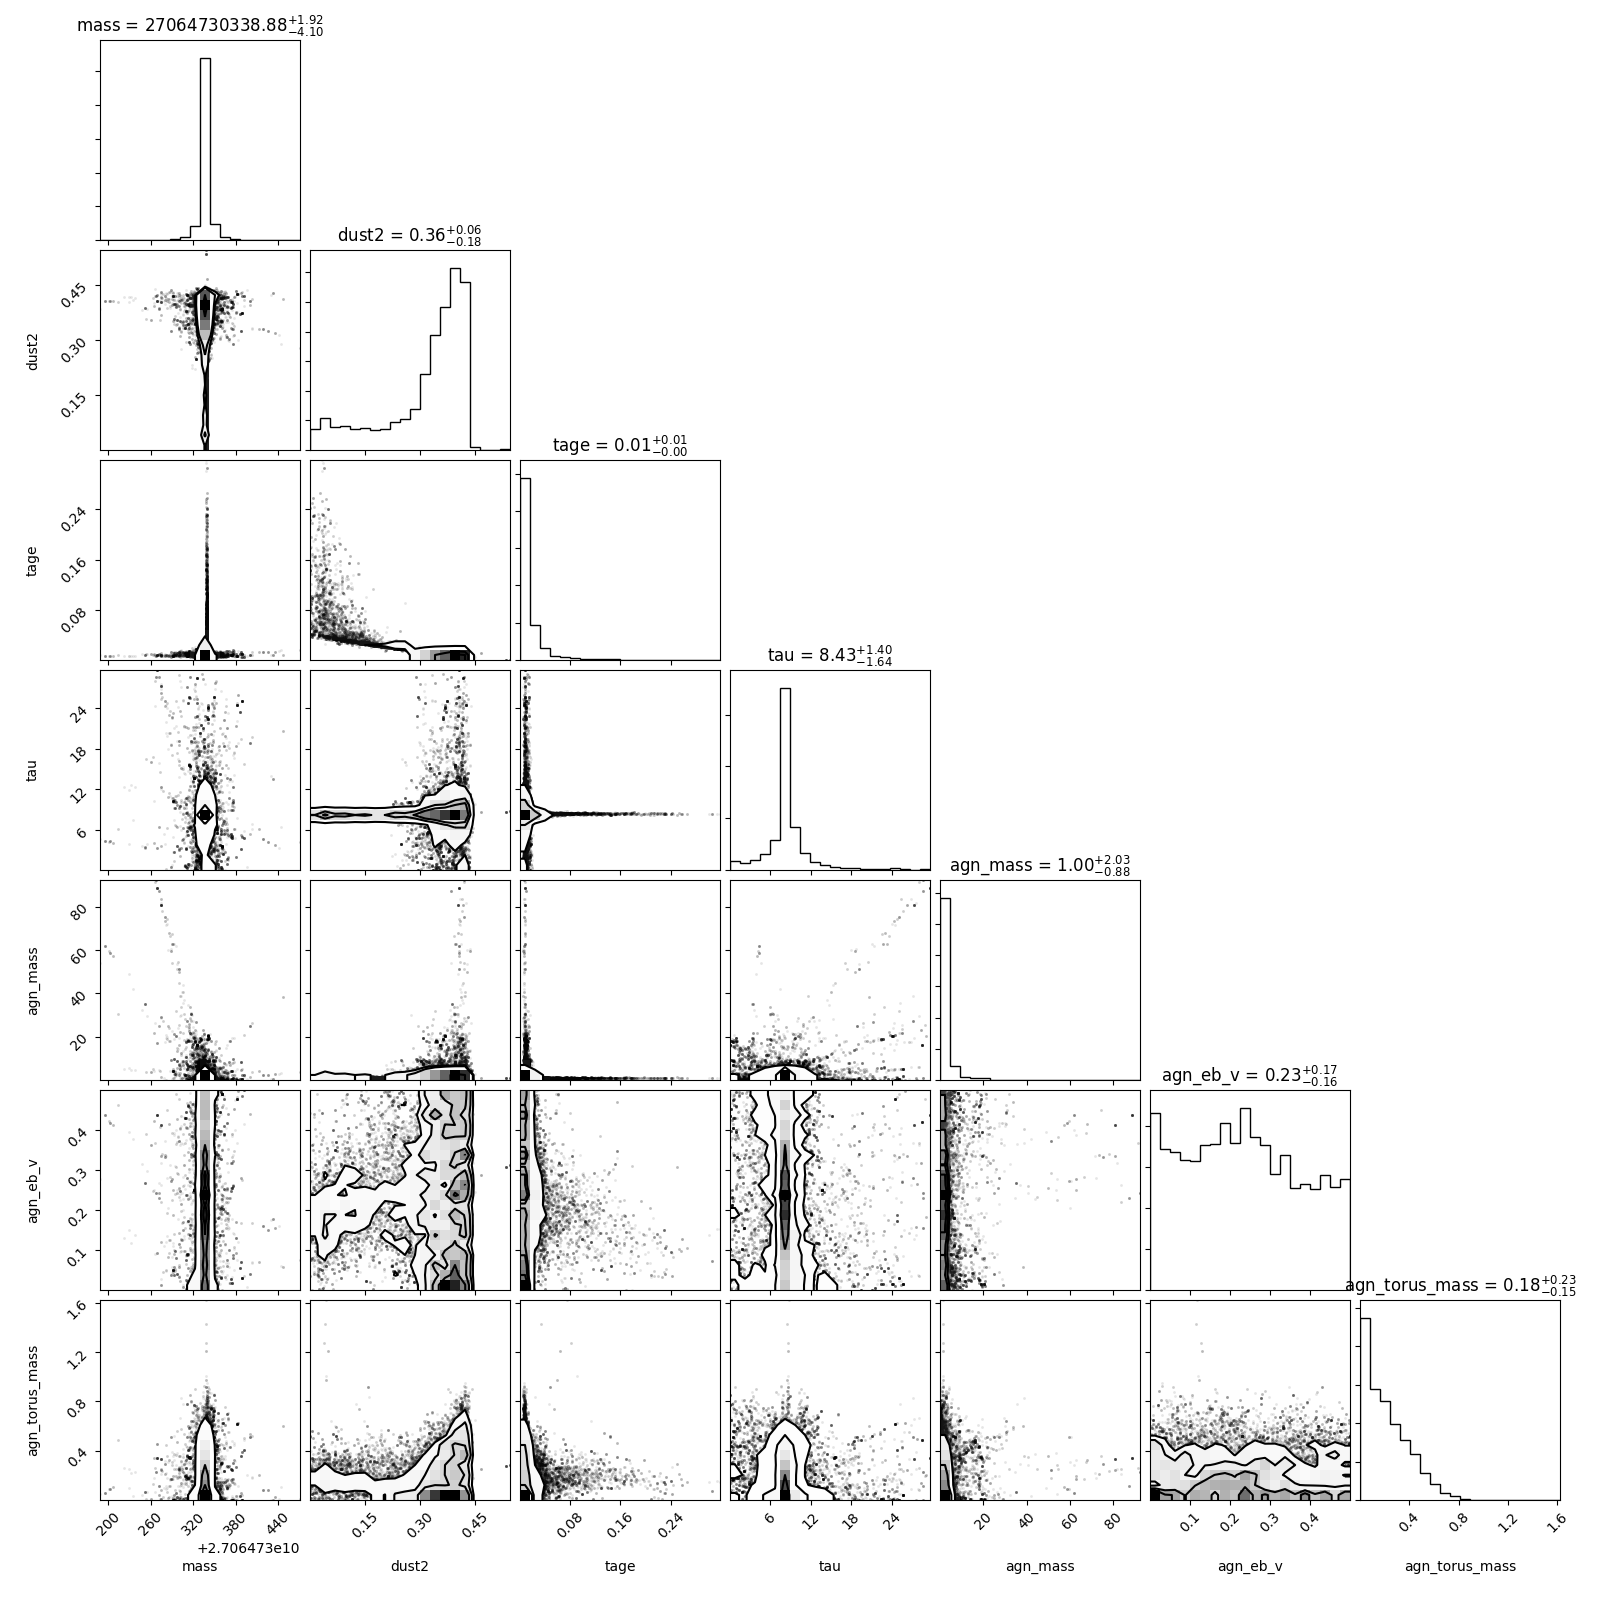 mass = 27064730338.88+1.92 −4.10
dust2 = 0.36+0.06 −0.18
0.45
0.30
0.15
dust2
tage = 0.01+0.01 −0.00
0.24
0.16
0.08
tage
tau = 8.43+1.40 −1.64
24
18
12
6
tau
agn_mass = 1.00+2.03 −0.88
80
60
40
20
agn_mass
agn_eb_v = 0.23+0.17 −0.16
0.4
0.3
0.2
0.1
agn_eb_v
agn_torus_mass = 0.18+0.23 −0.15
1.6
1.2
0.8
0.4
agn_torus_mass
200 260 320 380 440
0.15 0.30 0.45
0.08 0.16 0.24
6 12 18 24
20 40 60 80
0.1 0.2 0.3 0.4
0.4 0.8 1.2 1.6
+2.706473e10
mass dust2 tage tau agn_mass agn_eb_v agn_torus_mass